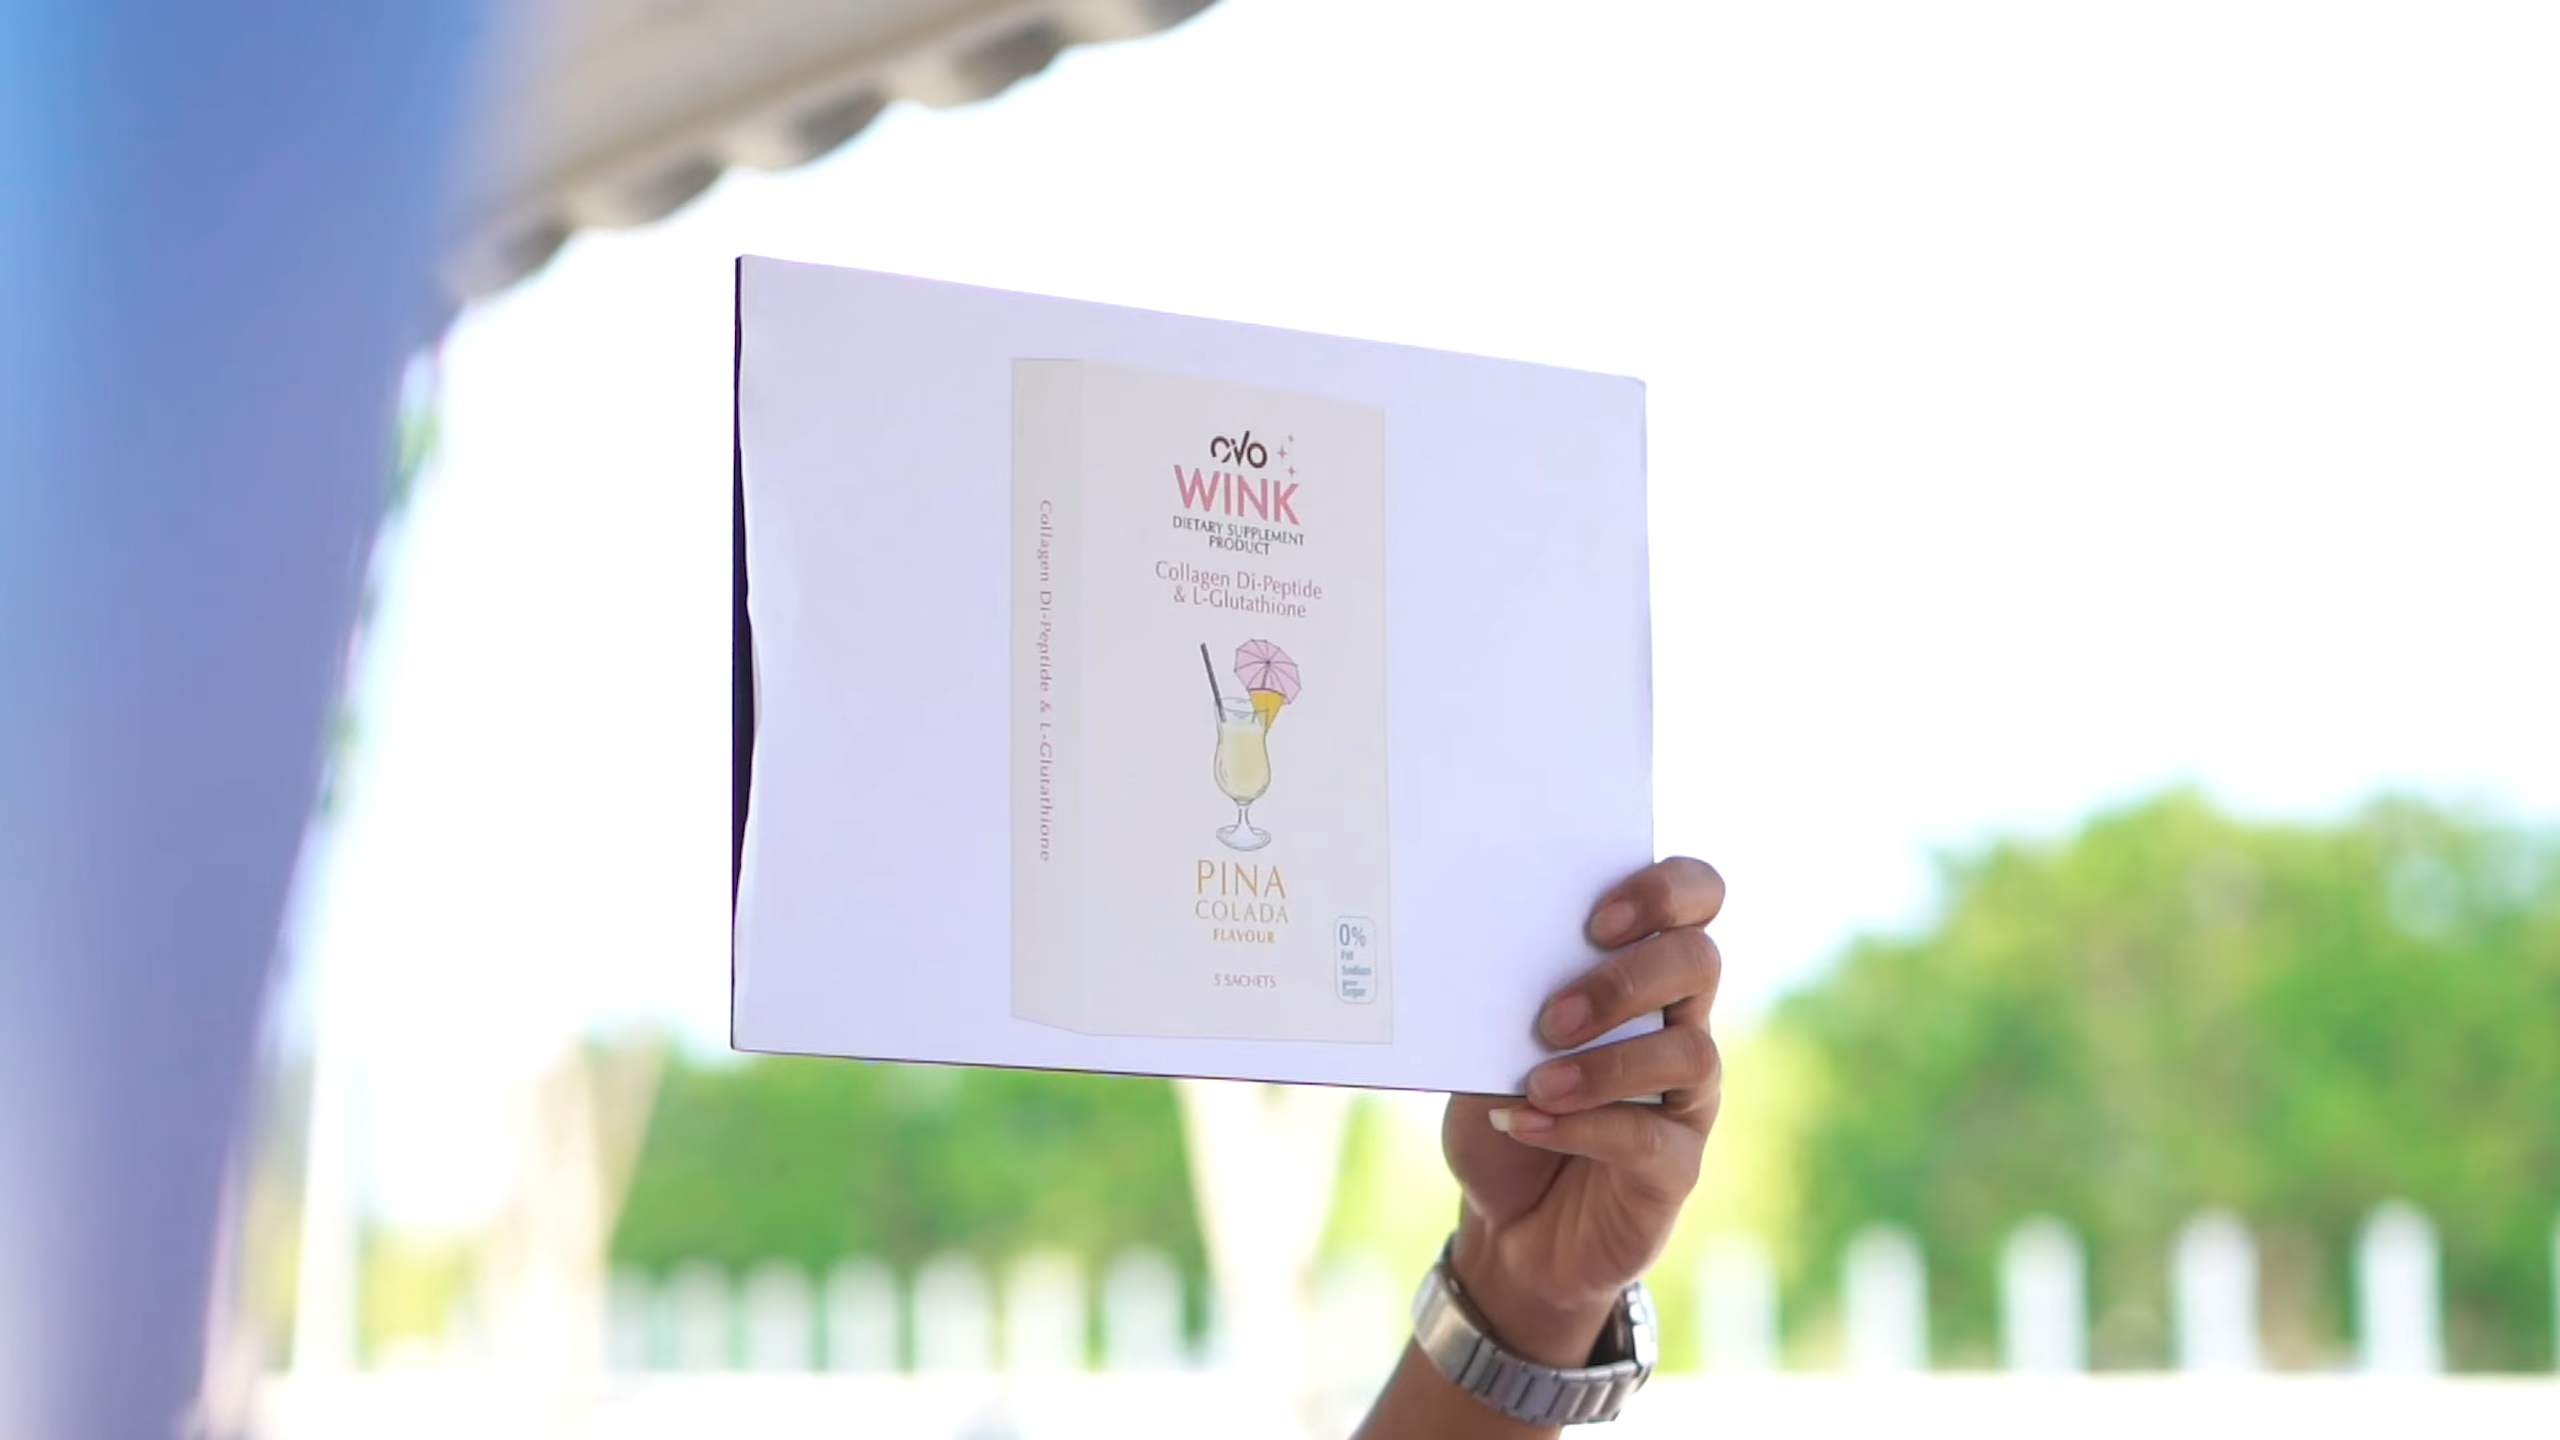 OVO
WINK
DIETARY SUPPLEMENT
PRODUCT
Collagen Di-Peptide
& L-Glutathione
PINA
COLADA
FLAVOUR
5 SACHETS
0%
Fat
Sodium
Sugar
Collagen Di-Peptide & L-Glutathione